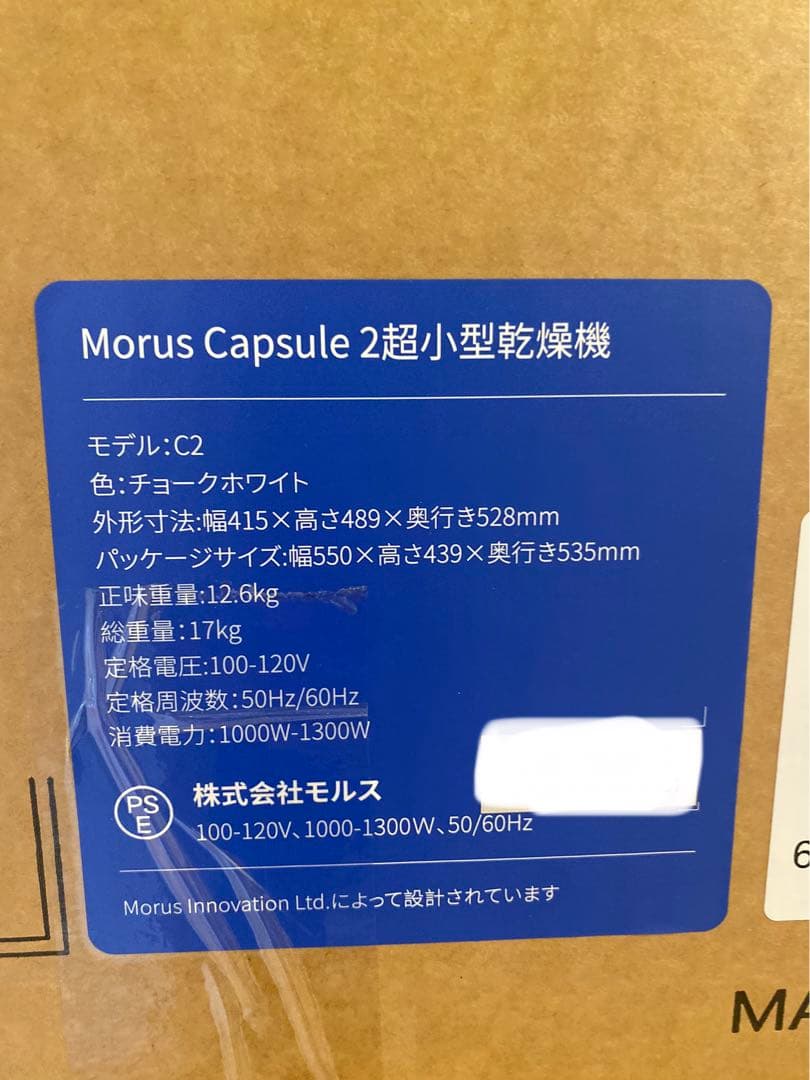 Morus Capsule 2超小型乾燥機
モデル:C2
色:チョークホワイト
外形寸法:幅415×高さ489×奥行き528mm
パッケージサイズ:幅550×高さ439×奥行き535mm
正味重量:12.6kg
総重量:17kg
定格電圧:100-120V
定格周波数:50Hz/60Hz
消費電力:1000W-1300W
PS
E
株式会社モルス
100-120V、1000-1300W、50/60Hz
Morus Innovation Ltd.によって設計されています
6
MA